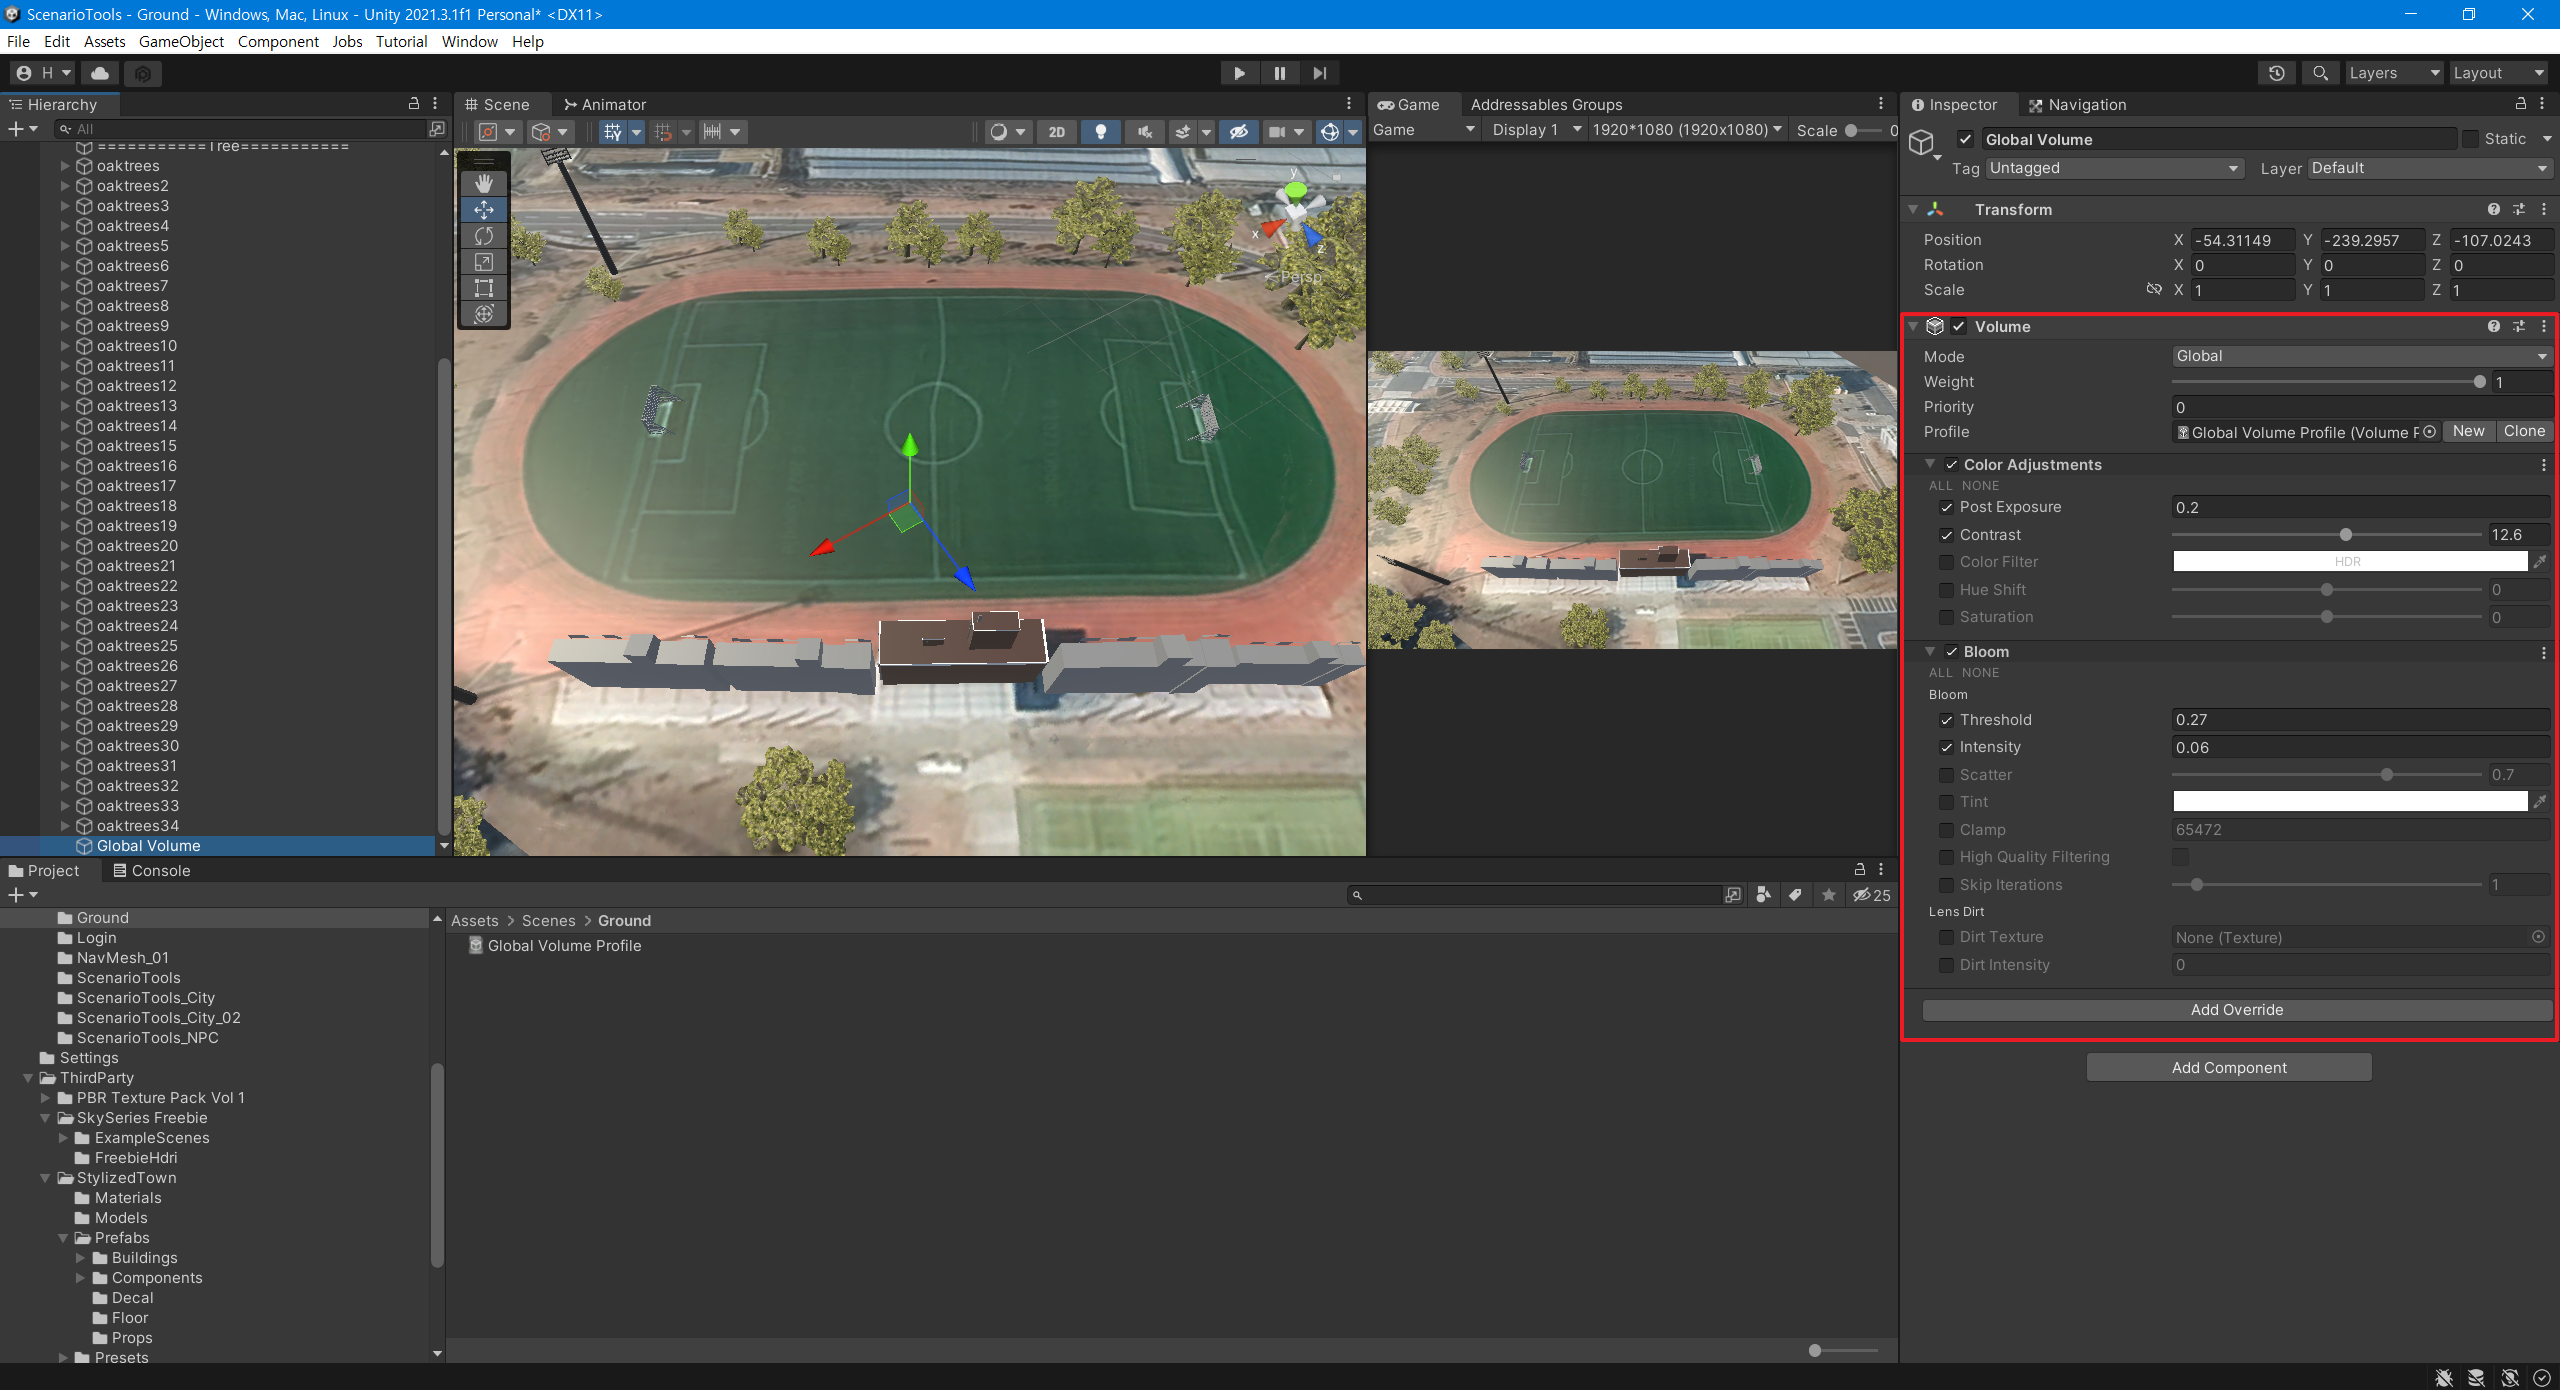 ScenarioTools - Ground - Windows, Mac, Linux - Unity 2021.3.1f1 Personal* <DX11>
File Edit Assets GameObject Component Jobs Tutorial Window Help
H Layers Layout
Hierarchy
All
===========Tree===========
oaktrees
oaktrees2
oaktrees3
oaktrees4
oaktrees5
oaktrees6
oaktrees7
oaktrees8
oaktrees9
oaktrees10
oaktrees11
oaktrees12
oaktrees13
oaktrees14
oaktrees15
oaktrees16
oaktrees17
oaktrees18
oaktrees19
oaktrees20
oaktrees21
oaktrees22
oaktrees23
oaktrees24
oaktrees25
oaktrees26
oaktrees27
oaktrees28
oaktrees29
oaktrees30
oaktrees31
oaktrees32
oaktrees33
oaktrees34
Global Volume
Scene Animator
2D
y
x
z
Persp
Game Addressables Groups
Game Display 1 1920*1080 (1920x1080) Scale 0
Inspector Navigation
Global Volume Static
Tag Untagged Layer Default
Transform
Position X -54.31149 Y -239.2957 Z -107.0243
Rotation X 0 Y 0 Z 0
Scale X 1 Y 1 Z 1
Volume
Mode Global
Weight 1
Priority 0
Profile Global Volume Profile (Volume P New Clone
Color Adjustments
ALL NONE
Post Exposure 0.2
Contrast 12.6
Color Filter HDR
Hue Shift 0
Saturation 0
Bloom
ALL NONE
Bloom
Threshold 0.27
Intensity 0.06
Scatter 0.7
Tint
Clamp 65472
High Quality Filtering
Skip Iterations 1
Lens Dirt
Dirt Texture None (Texture)
Dirt Intensity 0
Add Override
Add Component
Project Console
25
Ground
Login
NavMesh_01
ScenarioTools
ScenarioTools_City
ScenarioTools_City_02
ScenarioTools_NPC
Settings
ThirdParty
PBR Texture Pack Vol 1
SkySeries Freebie
ExampleScenes
FreebieHdri
StylizedTown
Materials
Models
Prefabs
Buildings
Components
Decal
Floor
Props
Presets
Assets > Scenes > Ground
Global Volume Profile